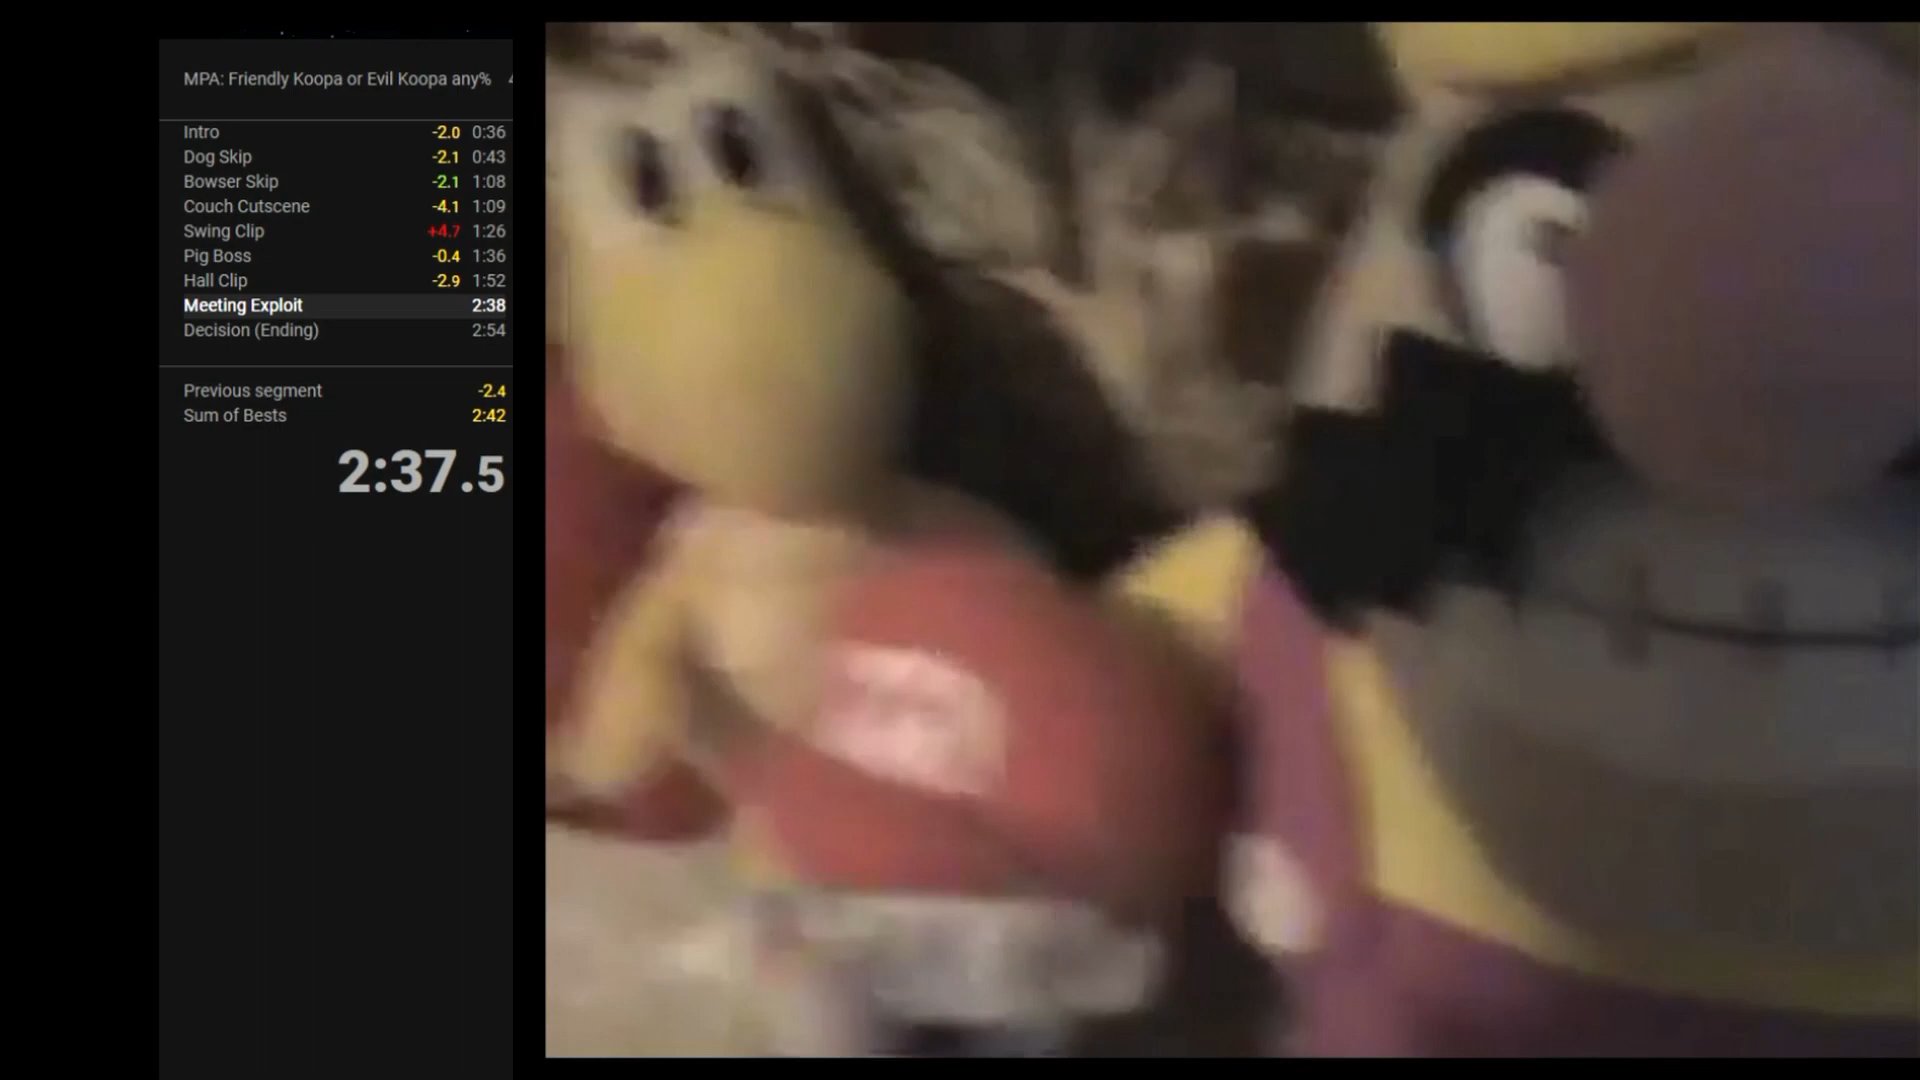 MPA: Friendly Koopa or Evil Koopa any%
Intro -2.0 0:36
Dog Skip -2.1 0:43
Bowser Skip -2.1 1:08
Couch Cutscene -4.1 1:09
Swing Clip +4.7 1:26
Pig Boss -0.4 1:36
Hall Clip -2.9 1:52
Meeting Exploit 2:38
Decision (Ending) 2:54
Previous segment -2.4
Sum of Bests 2:42
2:37.5